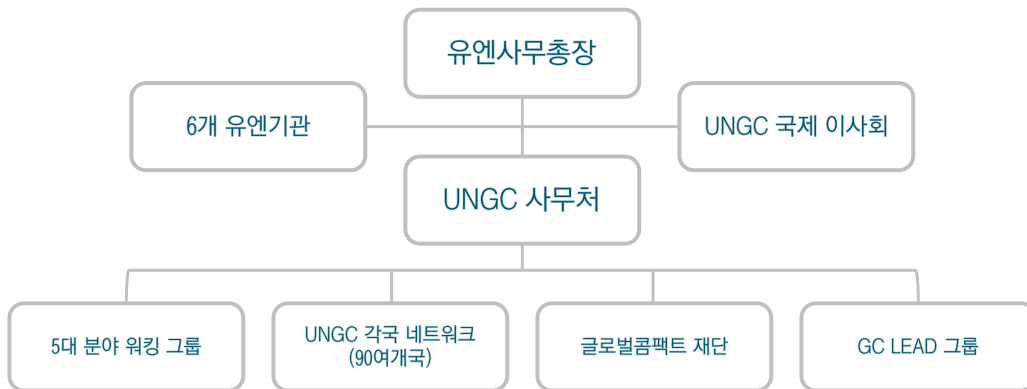 유엔사무총장
6개 유엔기관
UNGC 국제 이사회
UNGC 사무처
5대 분야 워킹 그룹
UNGC 각국 네트워크
(90여개국)
글로벌콤팩트 재단
GC LEAD 그룹